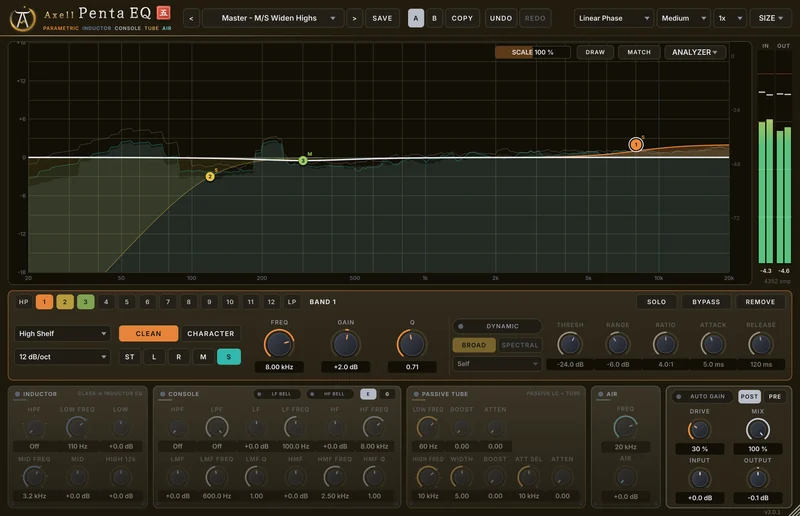 Axell Penta EQ 五
PARAMETRIC INDUCTOR CONSOLE TUBE AIR
<
Master - M/S Widen Highs
>
SAVE
A
B
COPY
UNDO
REDO
Linear Phase
Medium
1x
SIZE
SCALE 100 %
DRAW
MATCH
ANALYZER
IN OUT
+12
+6
0
-6
-12
-18
0
-24
-48
-72
1
S
2
S
3
M
20 50 100 200 500 1k 2k 5k 10k 20k
-4.3 -4.6
4352 smp
HP 1 2 3 4 5 6 7 8 9 10 11 12 LP BAND 1
SOLO
BYPASS
REMOVE
High Shelf
12 dB/oct
CLEAN
CHARACTER
ST L R M S
FREQ
8.00 kHz
GAIN
+2.0 dB
Q
0.71
DYNAMIC
BROAD
SPECTRAL
Self
THRESH
-24.0 dB
RANGE
-6.0 dB
RATIO
4.0:1
ATTACK
5.0 ms
RELEASE
120 ms
INDUCTOR
HPF
Off
LOW FREQ
110 Hz
LOW
+0.0 dB
MID FREQ
3.2 kHz
MID
+0.0 dB
HIGH 12k
+0.0 dB
CONSOLE
LF BELL
HF BELL
E
G
HPF
Off
LPF
Off
LF
+0.0 dB
LF FREQ
100.0 Hz
HF
+0.0 dB
HF FREQ
8.00 kHz
LMF
+0.0 dB
LMF FREQ
600.0 Hz
LMF Q
1.00
HMF
+0.0 dB
HMF FREQ
2.50 kHz
HMF Q
1.00
PASSIVE TUBE
PASSIVE LC + TUBE
LOW FREQ
60 Hz
BOOST
0.00
ATTEN
0.00
HIGH FREQ
10 kHz
WIDTH
5.00
BOOST
0.00
ATT SEL
10 kHz
ATTEN
0.00
AIR
FREQ
20 kHz
AIR
+0.0 dB
AUTO GAIN
POST
PRE
DRIVE
30 %
MIX
100 %
INPUT
+0.0 dB
OUTPUT
-0.1 dB
v2.0.1